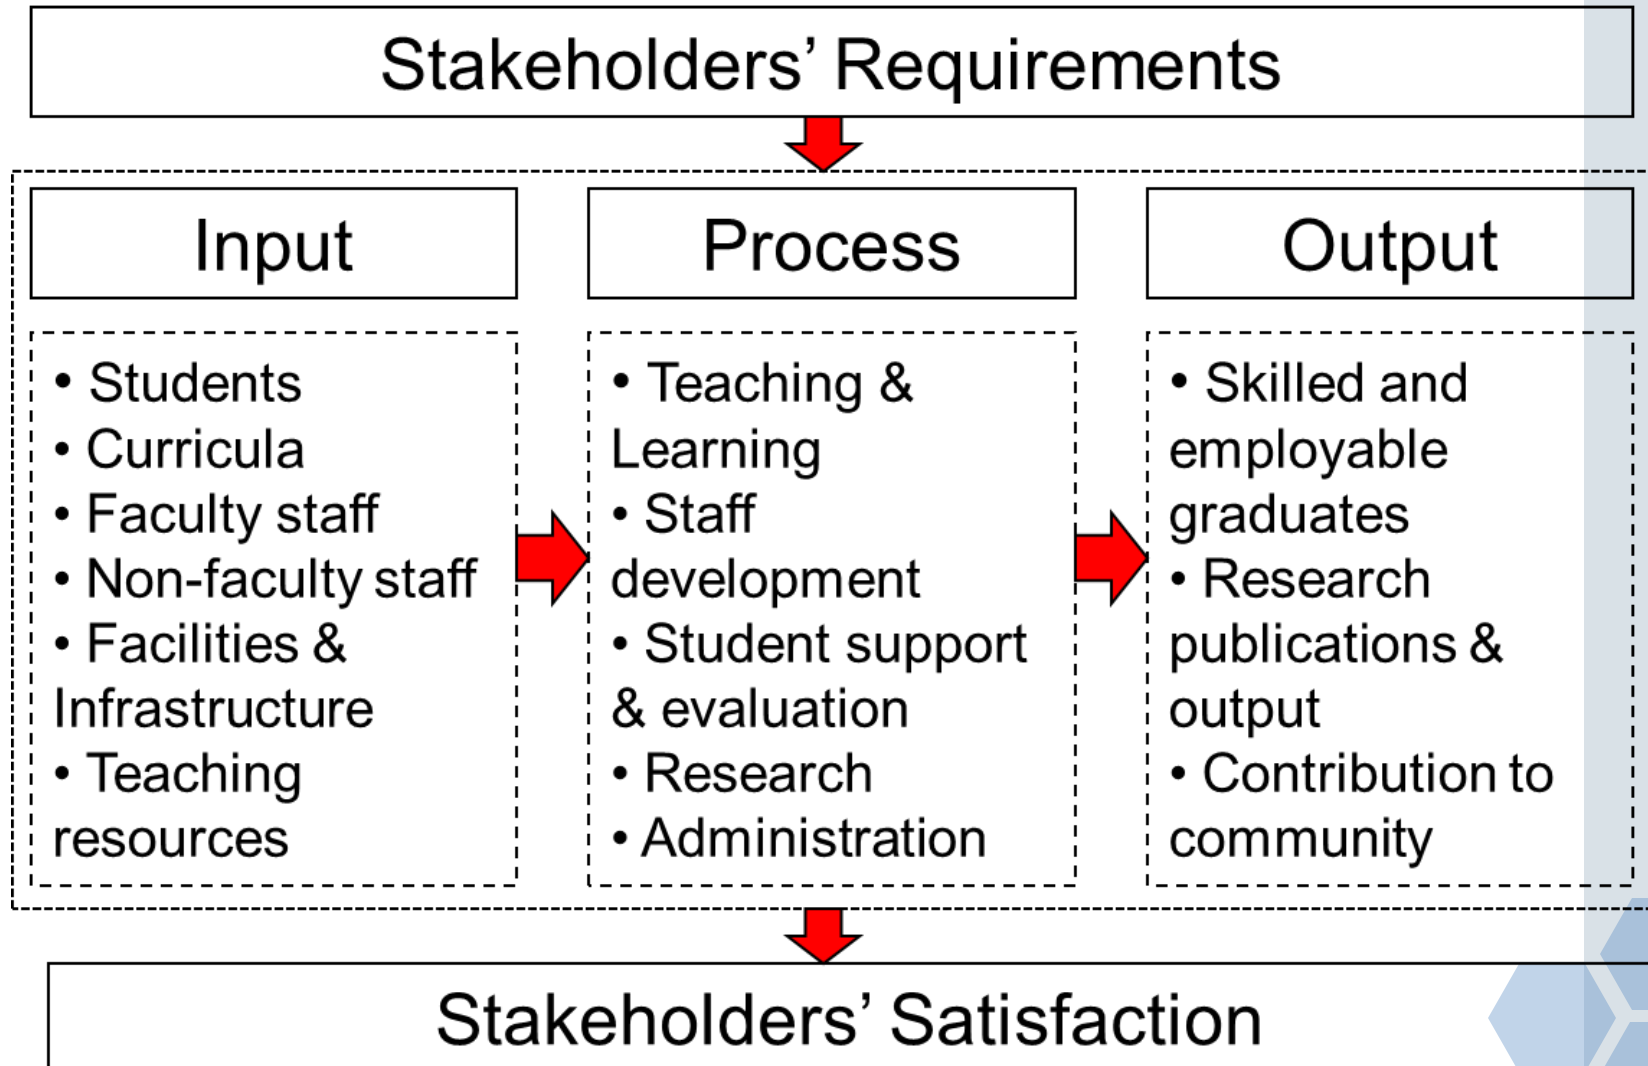 Stakeholders’ Requirements
Input
Process
Output
• Students
• Curricula
• Faculty staff
• Non-faculty staff
• Facilities &
Infrastructure
• Teaching
resources
• Teaching &
Learning
• Staff
development
• Student support
& evaluation
• Research
• Administration
• Skilled and
employable
graduates
• Research
publications &
output
• Contribution to
community
Stakeholders’ Satisfaction